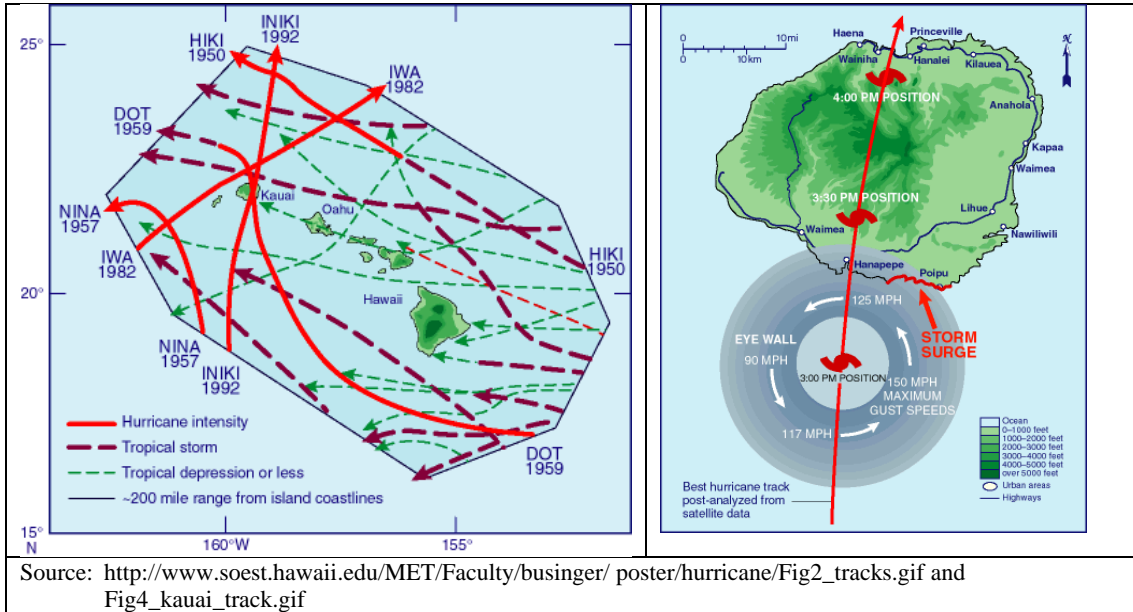 INIKI
1992
HIKI
1950
IWA
1982
DOT
1959
NINA
1957
IWA
1982
NINA
1957
INIKI
1992
DOT
1959
HIKI
1950
25°
20°
15°
N
160°W
155°
Kauai
Oahu
Hawaii
Hurricane intensity
Tropical storm
Tropical depression or less
~200 mile range from island coastlines
0 10mi
0 10km
N
Haena
Wainiha
Princeville
Hanalei
Kilauea
Anahola
Kapaa
Waimea
Lihue
Nawiliwili
Waimea
Hanapepe
Poipu
4:00 PM POSITION
3:30 PM POSITION
125 MPH
STORM
SURGE
EYE WALL
90 MPH
3:00 PM POSITION
150 MPH
MAXIMUM
GUST SPEEDS
117 MPH
Best hurricane track
post-analyzed from
satellite data
Ocean
0–1000 feet
1000–2000 feet
2000–3000 feet
3000–4000 feet
4000–5000 feet
over 5000 feet
Urban areas
Highways
Source: http://www.soest.hawaii.edu/MET/Faculty/businger/ poster/hurricane/Fig2_tracks.gif and
Fig4_kauai_track.gif